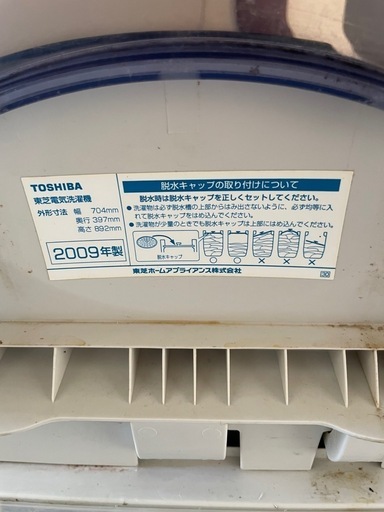 TOSHIBA
東芝電気洗濯機
外形寸法 幅 704mm
奥行 397mm
高さ 892mm
2009年製
脱水キャップの取り付けについて
脱水時は脱水キャップを正しくセットしてください。
●洗濯物は必ず脱水槽の上部からはみ出さないように、必ず均等に入
れて脱水キャップをはめ込んでください。
●洗濯物が少量のときでも脱水キャップは上部にはめ込んでください。
脱水キャップ
東芝ホームアプライアンス株式会社